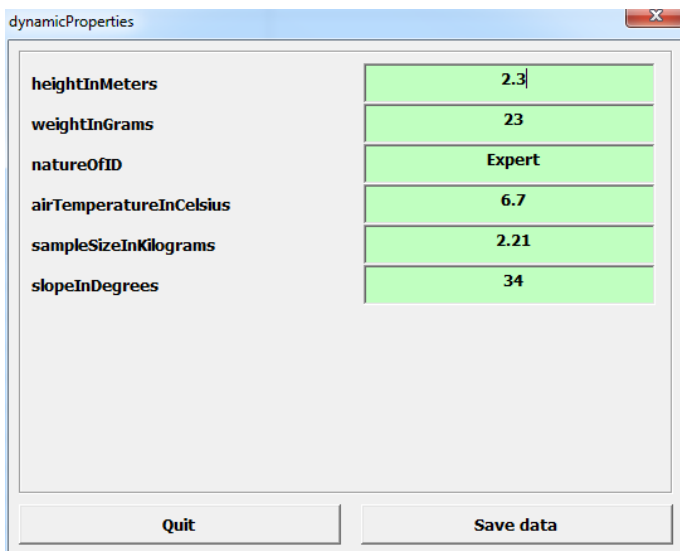 dynamicProperties
heightInMeters 2.3
weightInGrams 23
natureOfID Expert
airTemperatureInCelsius 6.7
sampleSizeInKilograms 2.21
slopeInDegrees 34
Quit Save data